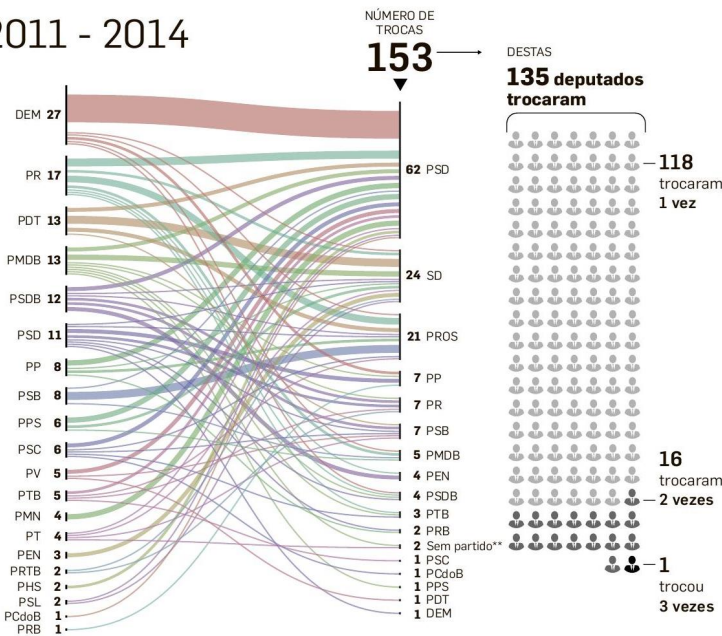 2011 - 2014
NÚMERO DE
TROCAS
153
DESTAS
135 deputados
trocaram
DEM 27
PR 17
PDT 13
PMDB 13
PSDB 12
PSD 11
PP 8
PSB 8
PPS 6
PSC 6
PV 5
PTB 5
PMN 4
PT 4
PEN 3
PRTB 2
PHS 2
PSL 2
PCdoB 1
PRB 1
62 PSD
24 SD
21 PROS
7 PP
7 PR
7 PSB
5 PMDB
4 PEN
4 PSDB
3 PTB
2 PRB
2 Sem partido**
1 PSC
1 PCdoB
1 PPS
1 PDT
1 DEM
118
trocaram
1 vez
16
trocaram
2 vezes
1
trocou
3 vezes